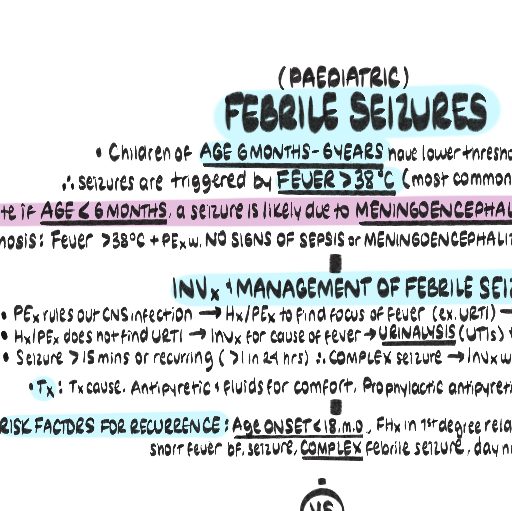 (PAEDIATRIC)
FEBRILE SEIZURES
• Children of AGE 6MONTHS-6YEARS have lower thresho
∴ seizures are triggered by FEVER >38°C (most common
te if AGE < 6 MONTHS, a seizure is likely due to MENINGOENCEPHAL
nosis: Fever >38°C + PEx w. NO SIGNS OF SEPSIS or MENINGOENCEPHALIT
INVx & MANAGEMENT OF FEBRILE SEIZ
• PEx rules out CNS infection → Hx/PEx to find focus of fever (ex. URTI) →
• Hx/PEx does not find URTI → INVx for cause of fever → URINALYSIS (UTIs)
• Seizure >15 mins or recurring (>1 in 24 hrs) ∴ COMPLEX seizure → INVx w
• Tx: Tx cause. Antipyretic & fluids for comfort. Prophylactic antipyreti
RISK FACTORS FOR RECURRENCE: Age ONSET <18.m.o, FHx in 1st degree rela
short fever bf. seizure, COMPLEX febrile seizure, day n
VS